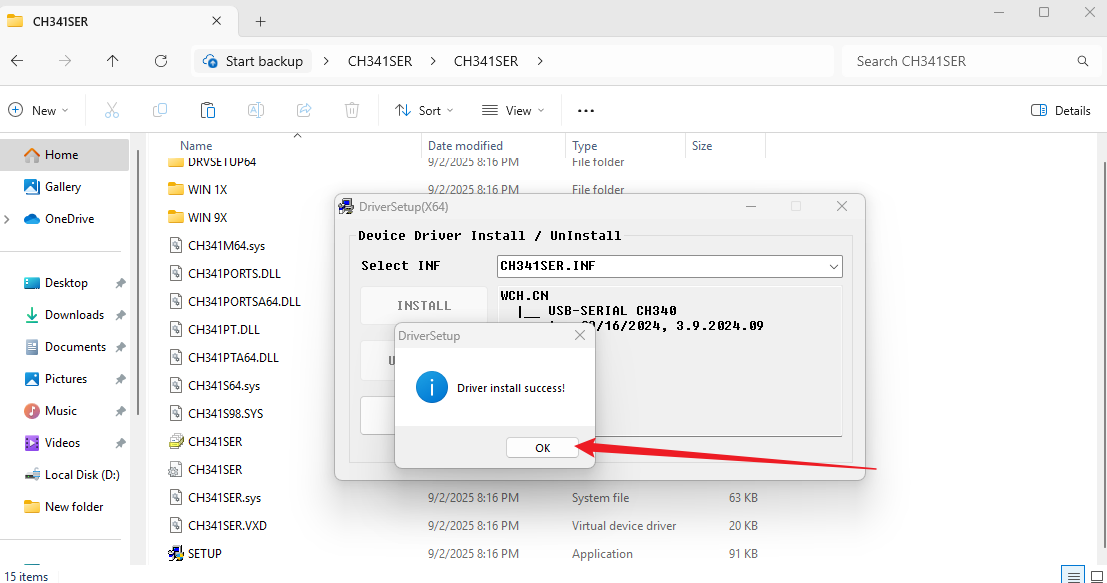 CH341SER
Start backup
CH341SER
CH341SER
Search CH341SER
New
Sort
View
Details
Name
Date modified
Type
Size
Home
Gallery
OneDrive
Desktop
Downloads
Documents
Pictures
Music
Videos
Local Disk (D:)
New folder
DRVSETUP64 9/2/2025 8:16 PM File folder
WIN 1X 9/2/2025 8:16 PM File folder
WIN 9X
CH341M64.sys
CH341PORTS.DLL
CH341PORTSA64.DLL
CH341PT.DLL
CH341PTA64.DLL
CH341S64.sys
CH341S98.SYS
CH341SER
CH341SER
CH341SER.sys 9/2/2025 8:16 PM System file 63 KB
CH341SER.VXD 9/2/2025 8:16 PM Virtual device driver 20 KB
SETUP 9/2/2025 8:16 PM Application 91 KB
DriverSetup(X64)
Device Driver Install / UnInstall
Select INF
CH341SER.INF
INSTALL
WCH.CN
|__ USB-SERIAL CH340
/16/2024, 3.9.2024.09
U
DriverSetup
Driver install success!
OK
15 items